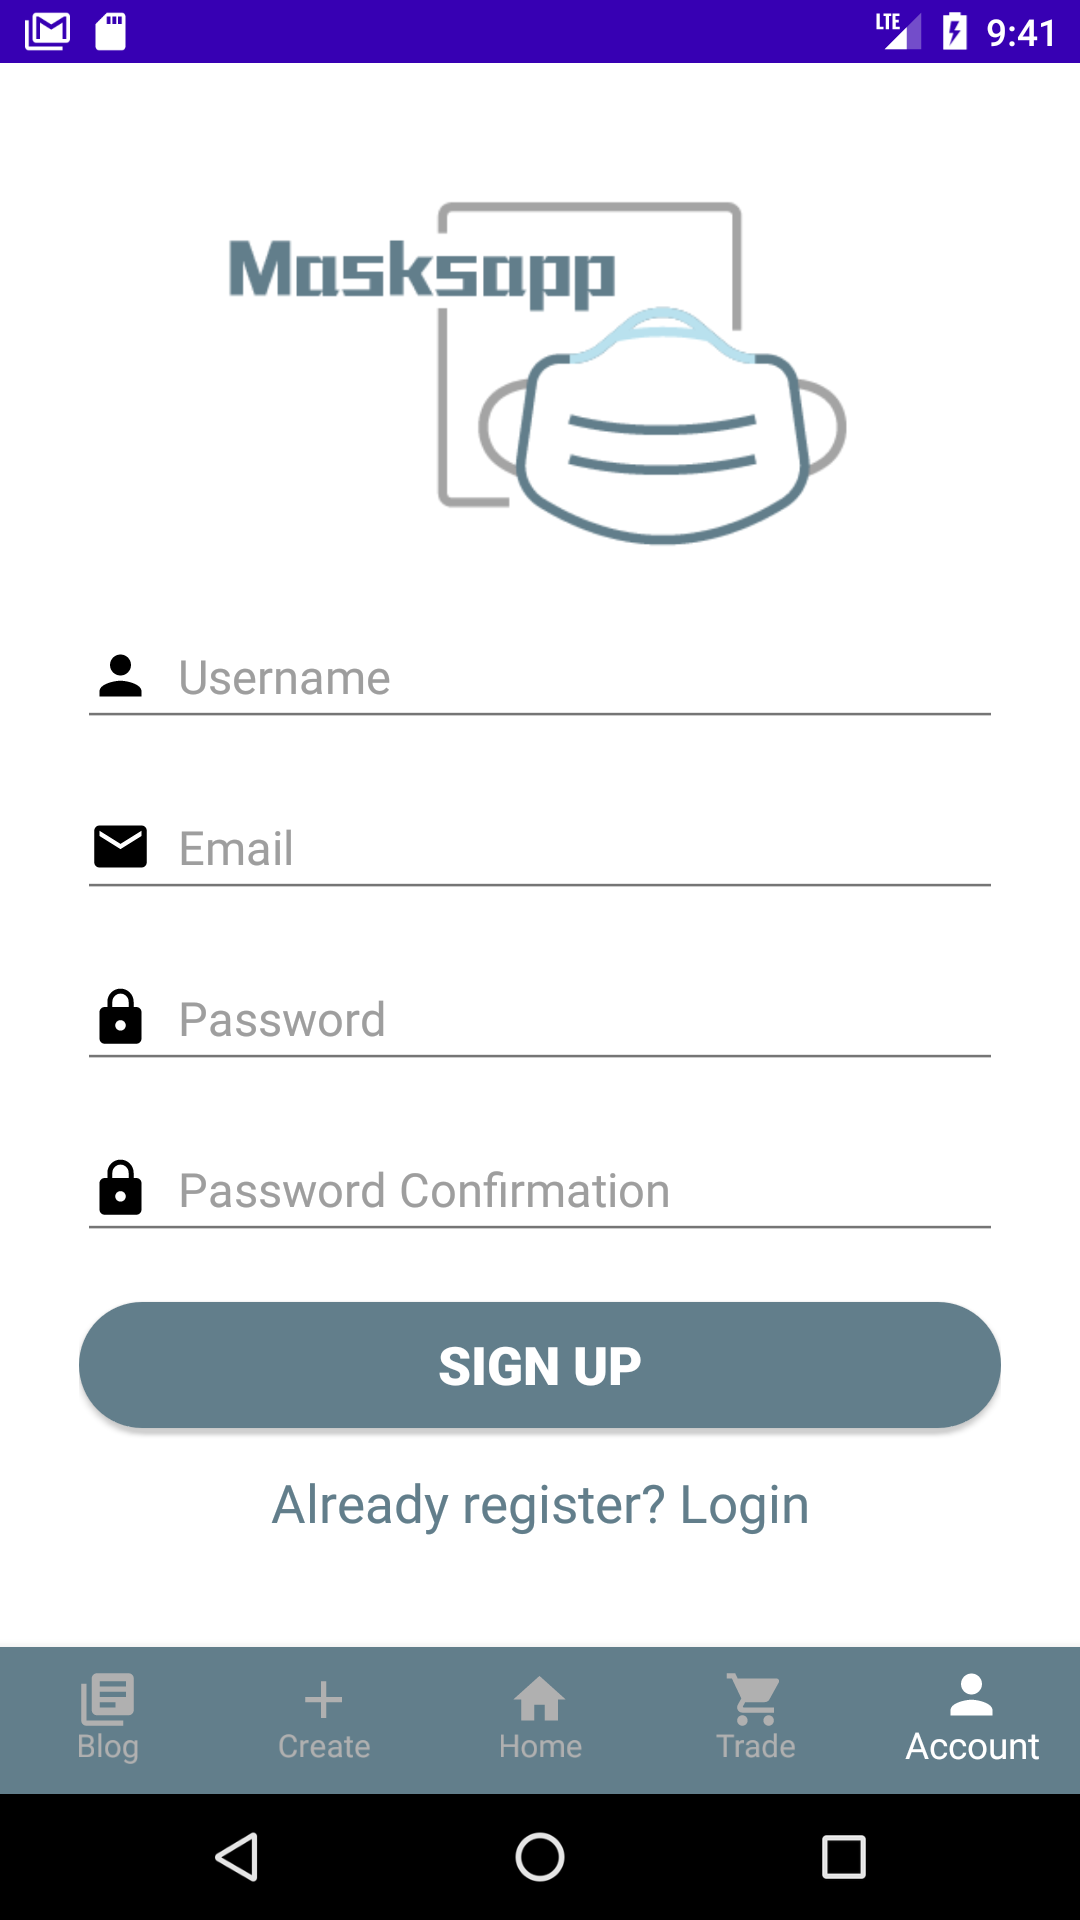 LTE 9:41
Masksapp
Username
Email
Password
Password Confirmation
SIGN UP
Already register? Login
Blog Create Home Trade Account